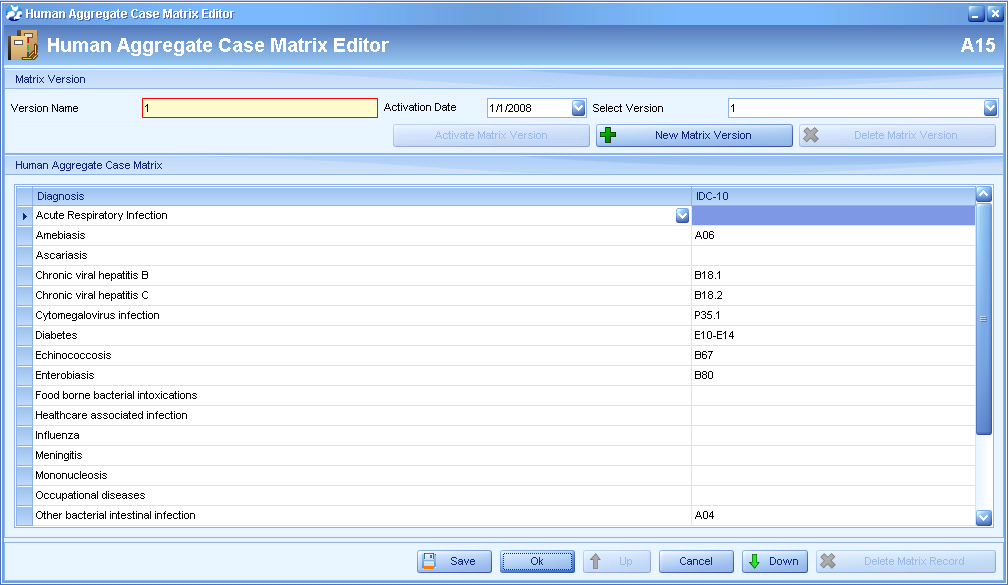 Human Aggregate Case Matrix Editor
Human Aggregate Case Matrix Editor A15
Matrix Version
Version Name 1 Activation Date 1/1/2008 Select Version 1
Activate Matrix Version New Matrix Version Delete Matrix Version
Human Aggregate Case Matrix
Diagnosis IDC-10
Acute Respiratory Infection
Amebiasis A06
Ascariasis
Chronic viral hepatitis B B18.1
Chronic viral hepatitis C B18.2
Cytomegalovirus infection P35.1
Diabetes E10-E14
Echinococcosis B67
Enterobiasis B80
Food borne bacterial intoxications
Healthcare associated infection
Influenza
Meningitis
Mononucleosis
Occupational diseases
Other bacterial intestinal infection A04
Save Ok Up Cancel Down Delete Matrix Record